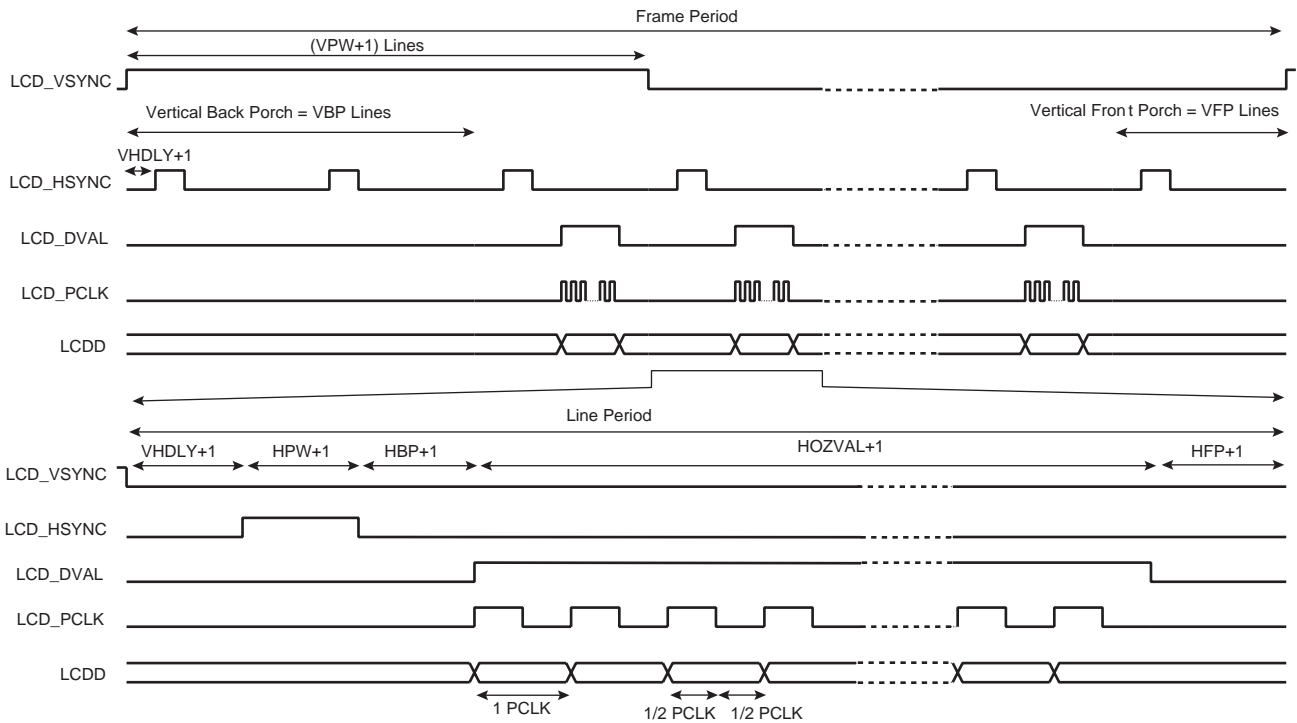 Frame Period
(VPW+1) Lines
LCD_VSYNC
Vertical Back Porch = VBP Lines
Vertical Front Porch = VFP Lines
VHDLY+1
LCD_HSYNC
LCD_DVAL
LCD_PCLK
LCDD
Line Period
VHDLY+1
HPW+1
HBP+1
HOZVAL+1
HFP+1
LCD_VSYNC
LCD_HSYNC
LCD_DVAL
LCD_PCLK
LCDD
1 PCLK
1/2 PCLK
1/2 PCLK